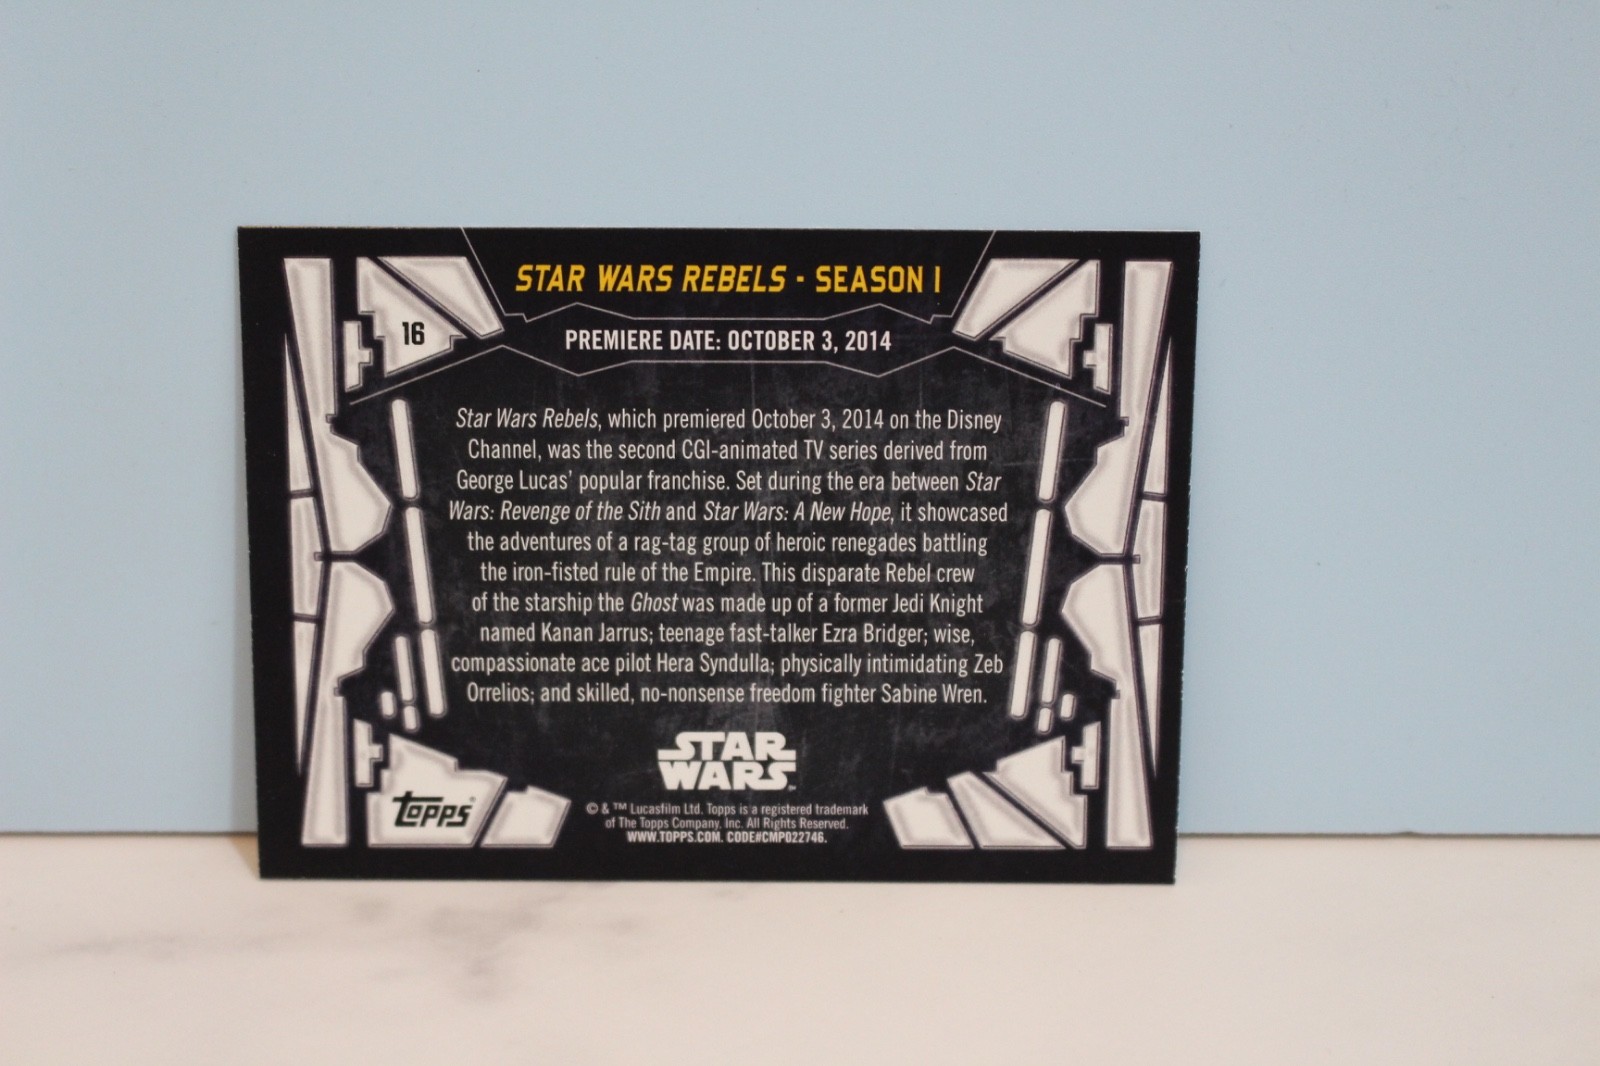 STAR WARS REBELS - SEASON 1
16
PREMIERE DATE: OCTOBER 3, 2014
Star Wars Rebels, which premiered October 3, 2014 on the Disney
Channel, was the second CGI-animated TV series derived from
George Lucas' popular franchise. Set during the era between Star
Wars: Revenge of the Sith and Star Wars: A New Hope, it showcased
the adventures of a rag-tag group of heroic renegades battling
the iron-fisted rule of the Empire. This disparate Rebel crew
of the starship the Ghost was made up of a former Jedi Knight
named Kanan Jarrus; teenage fast-talker Ezra Bridger; wise,
compassionate ace pilot Hera Syndulla; physically intimidating Zeb
Orrelios; and skilled, no-nonsense freedom fighter Sabine Wren.
STAR
WARS™
topps®
© & ™ Lucasfilm Ltd. Topps is a registered trademark
of The Topps Company, Inc. All Rights Reserved.
WWW.TOPPS.COM. CODE#CMP022746.